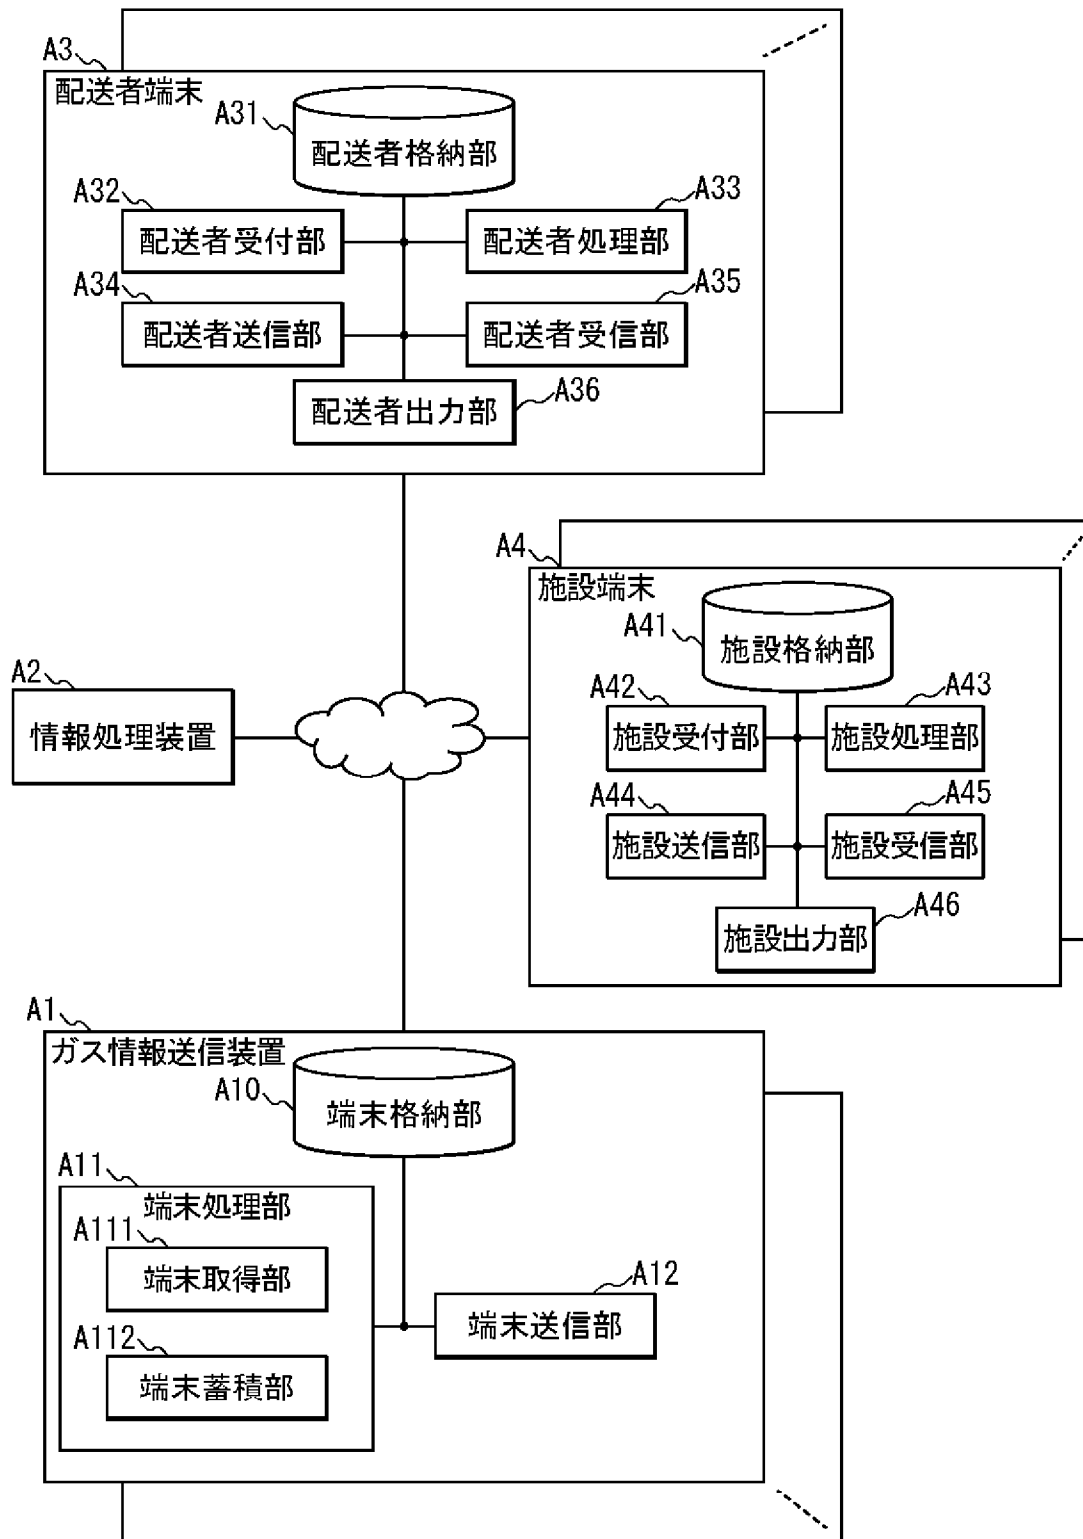 A3
配送者端末
A31
配送者格納部
A32
配送者受付部
A33
配送者処理部
A34
配送者送信部
A35
配送者受信部
A36
配送者出力部
A4
施設端末
A41
施設格納部
A42
施設受付部
A43
施設処理部
A44
施設送信部
A45
施設受信部
A46
施設出力部
A2
情報処理装置
A1
ガス情報送信装置
A10
端末格納部
A11
端末処理部
A111
端末取得部
A112
端末蓄積部
A12
端末送信部